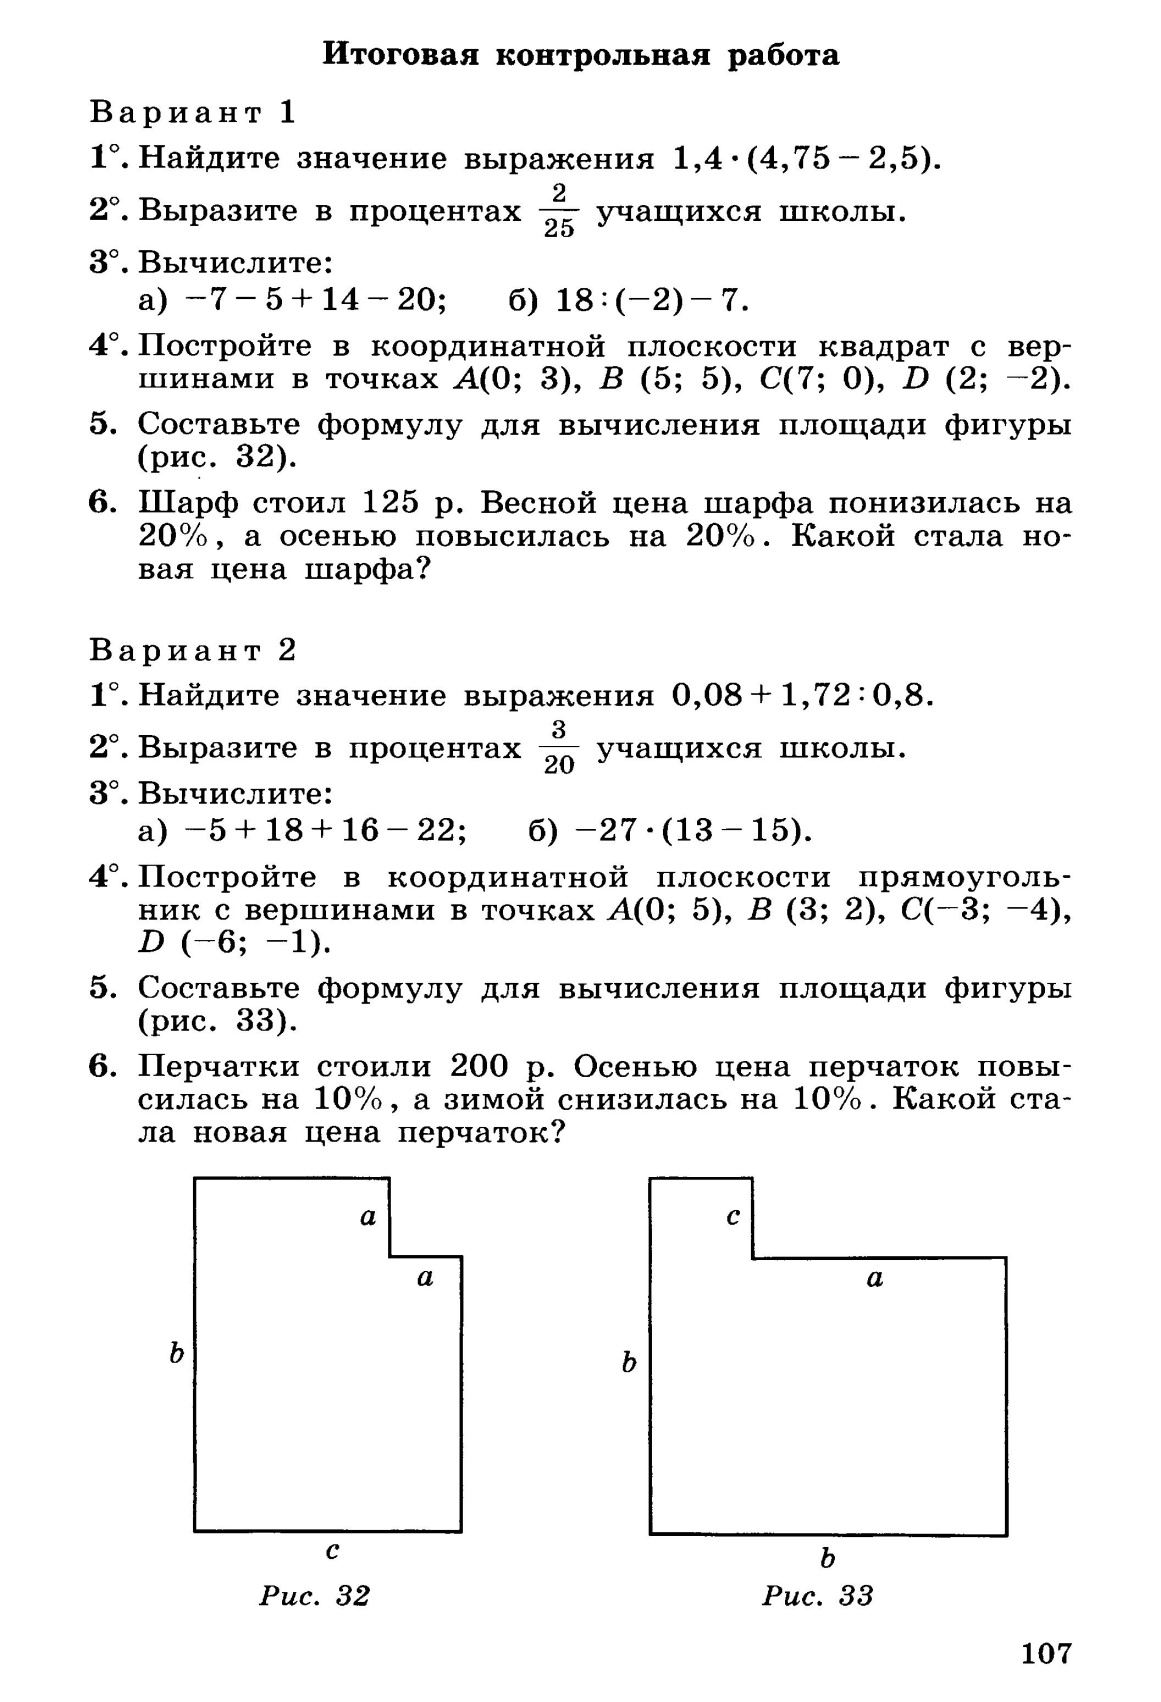 Итоговая контрольная работа
Вариант 1
1°. Найдите значение выражения 1,4 · (4,75 − 2,5).
2°. Выразите в процентах 2/25 учащихся школы.
3°. Вычислите:
а) −7 − 5 + 14 − 20; б) 18 : (−2) − 7.
4°. Постройте в координатной плоскости квадрат с вер-
шинами в точках A(0; 3), B (5; 5), C(7; 0), D (2; −2).
5. Составьте формулу для вычисления площади фигуры
(рис. 32).
6. Шарф стоил 125 р. Весной цена шарфа понизилась на
20%, а осенью повысилась на 20%. Какой стала но-
вая цена шарфа?
Вариант 2
1°. Найдите значение выражения 0,08 + 1,72 : 0,8.
2°. Выразите в процентах 3/20 учащихся школы.
3°. Вычислите:
а) −5 + 18 + 16 − 22; б) −27 · (13 − 15).
4°. Постройте в координатной плоскости прямоуголь-
ник с вершинами в точках A(0; 5), B (3; 2), C(−3; −4),
D (−6; −1).
5. Составьте формулу для вычисления площади фигуры
(рис. 33).
6. Перчатки стоили 200 р. Осенью цена перчаток повы-
силась на 10%, а зимой снизилась на 10%. Какой ста-
ла новая цена перчаток?
a
a
b
c
Рис. 32
c
a
b
b
Рис. 33
107